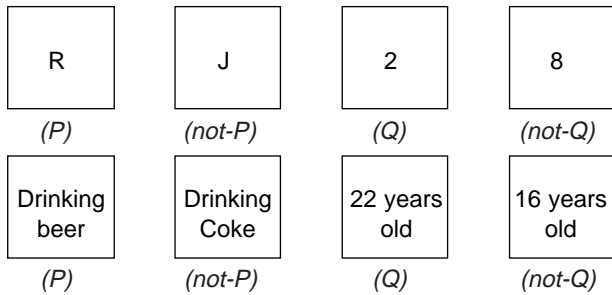 R J 2 8
(P) (not-P) (Q) (not-Q)
Drinking beer
Drinking Coke
22 years old
16 years old
(P) (not-P) (Q) (not-Q)